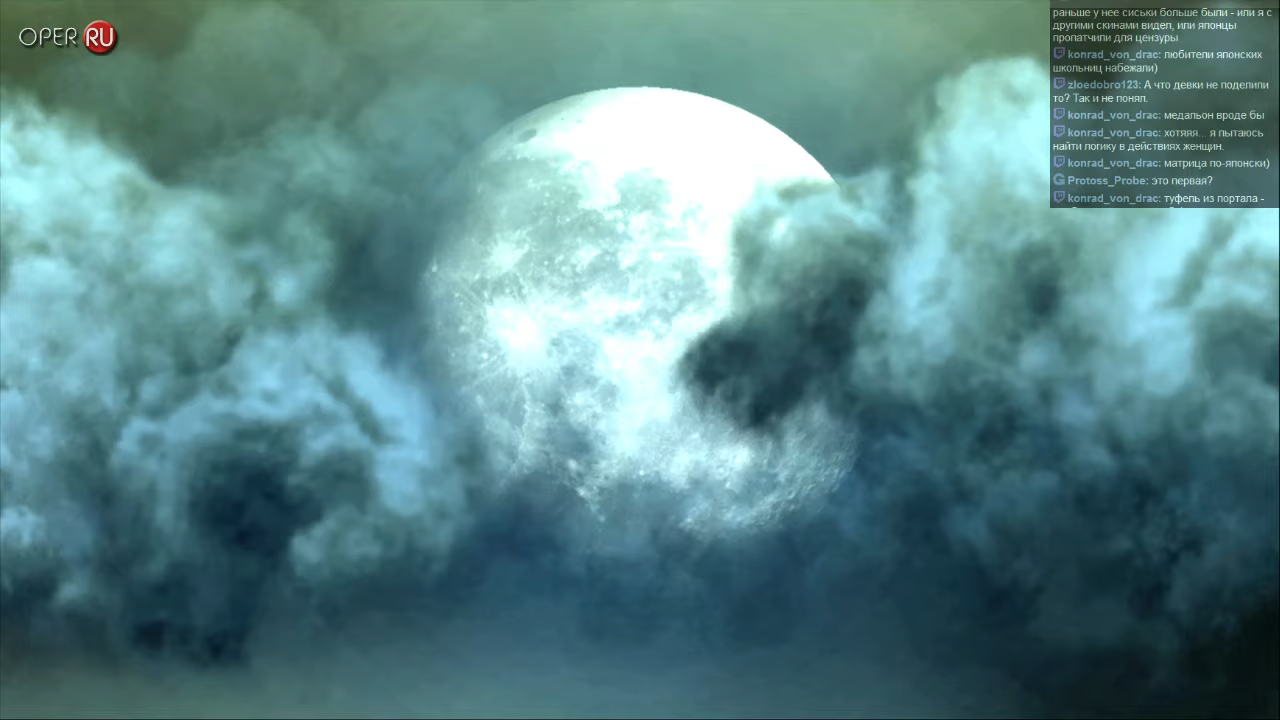 OPER RU
раньше у нее сиськи больше были - или я с
другими скинами видел, или японцы
пропатчили для цензуры
konrad_von_drac: любители японских
школьниц набежали)
zloedobro123: А что девки не поделили
то? Так и не понял.
konrad_von_drac: медальон вроде бы
konrad_von_drac: хотяяя... я пытаюсь
найти логику в действиях женщин.
konrad_von_drac: матрица по-японски)
Protoss_Probe: это первая?
konrad_von_drac: туфель из портала -